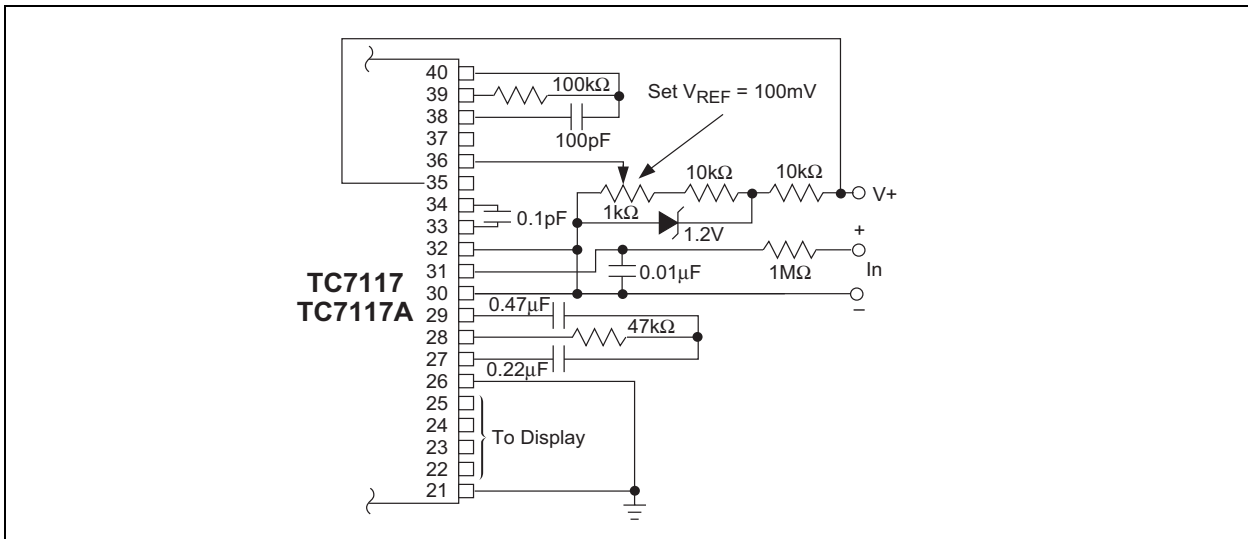 40
39
38
37
36
35
34
33
32
31
30
29
28
27
26
25
24
23
22
21
TC7117
TC7117A
100kΩ
100pF
Set VREF = 100mV
10kΩ
10kΩ
V+
1kΩ
1.2V
0.1pF
+
In
–
0.01μF
1MΩ
0.47μF
47kΩ
0.22μF
To Display